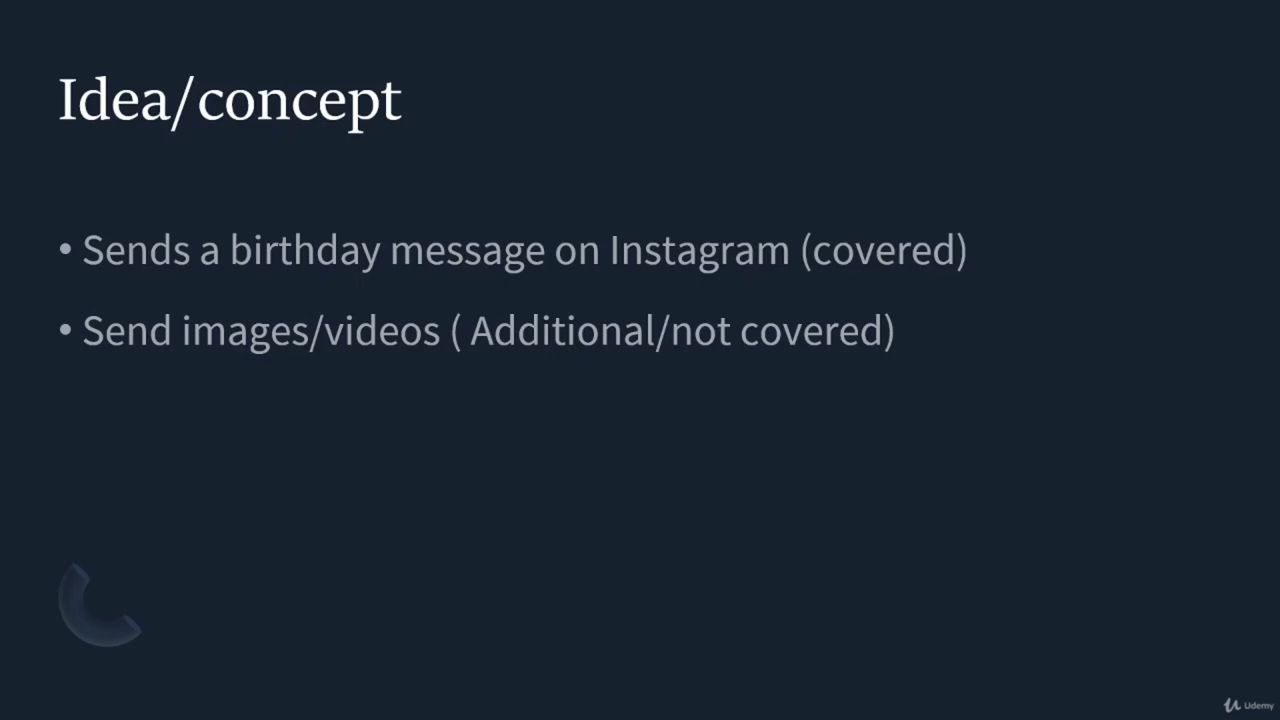 Idea/concept
• Sends a birthday message on Instagram (covered)
• Send images/videos ( Additional/not covered)
Udemy